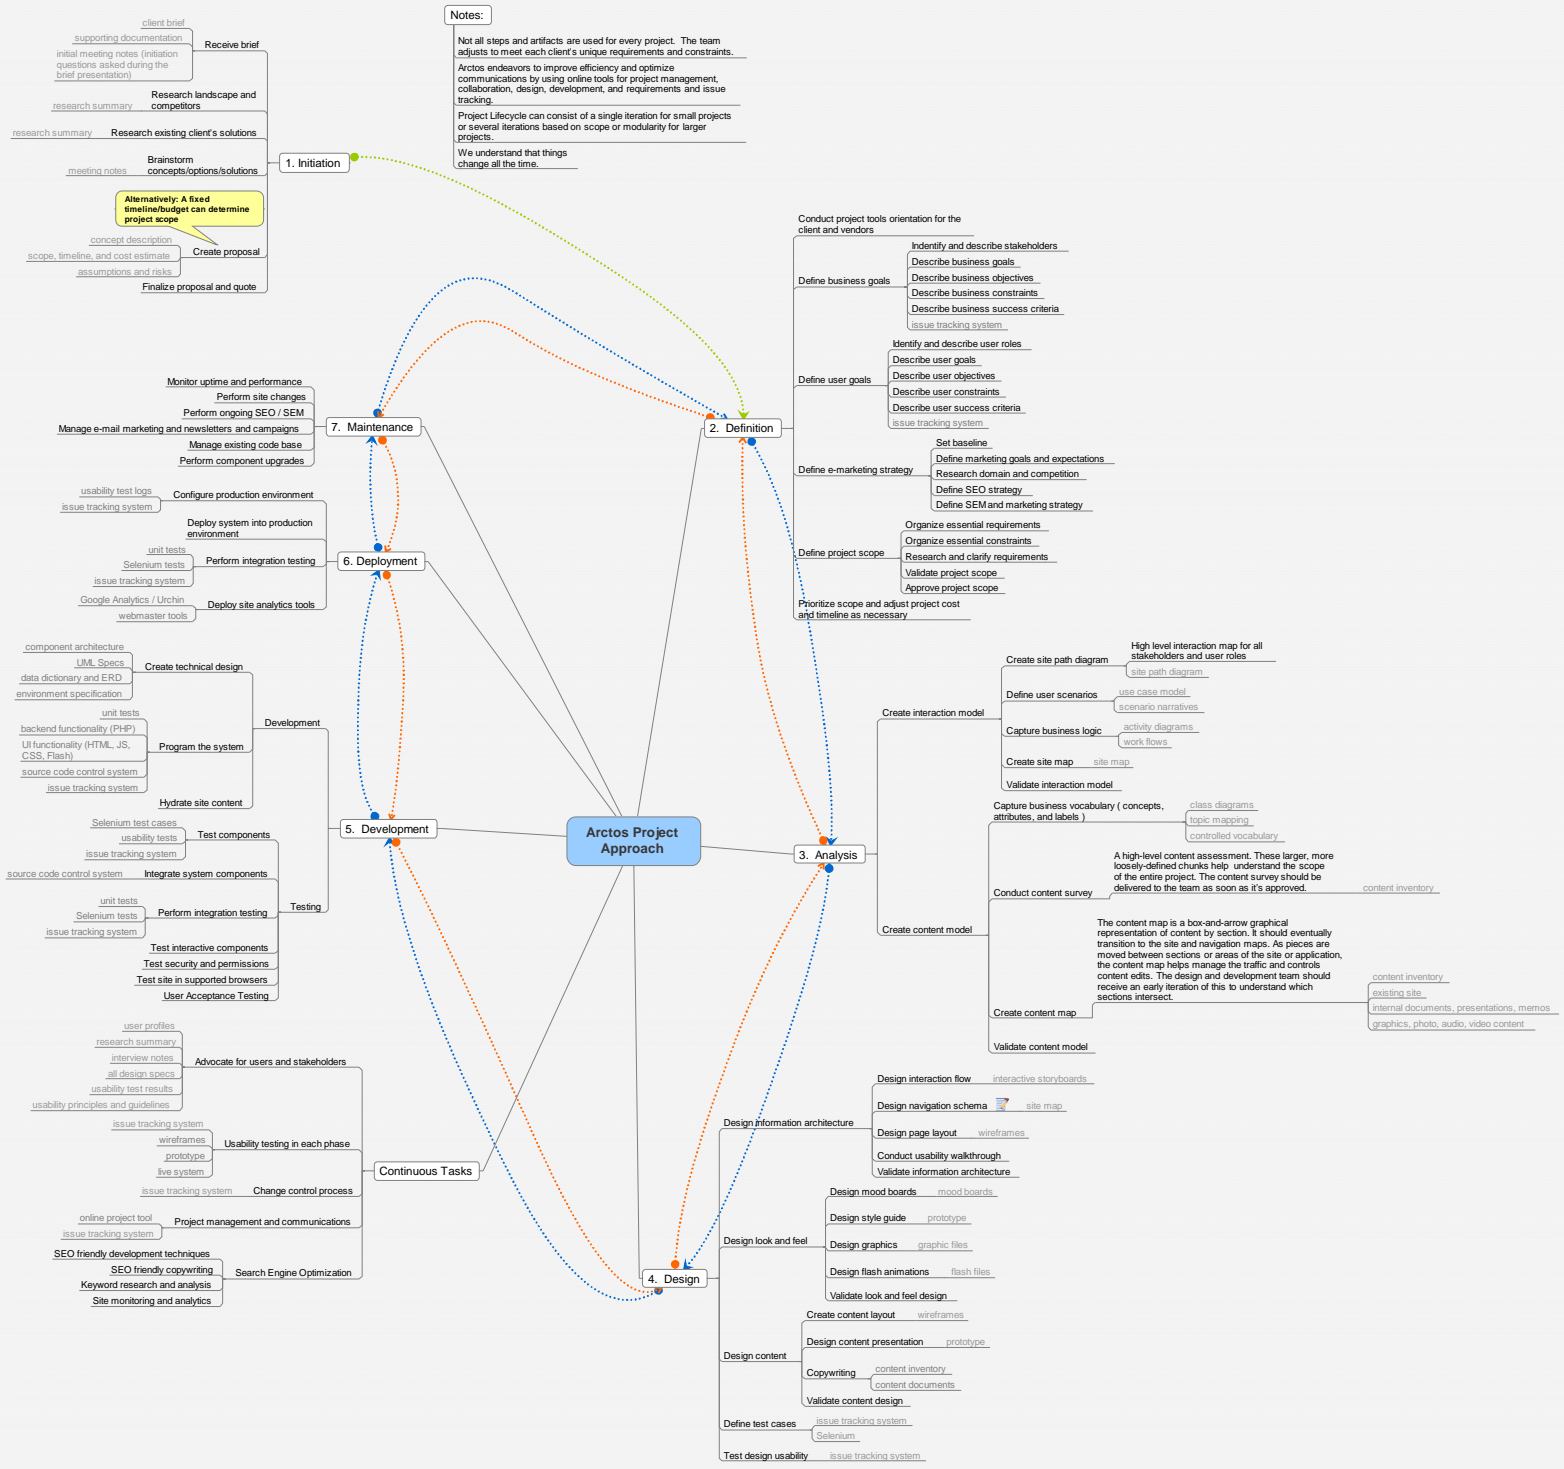 Notes:
Not all steps and artifacts are used for every project.  The team
adjusts to meet each client's unique requirements and constraints.
Arctos endeavors to improve efficiency and optimize
communications by using online tools for project management,
collaboration, design, development, and requirements and issue
tracking.
Project Lifecycle can consist of a single iteration for small projects
or several iterations based on scope or modularity for larger
projects.
We understand that things
change all the time.
Arctos Project
Approach
1. Initiation
Receive brief
client brief
supporting documentation
initial meeting notes (initiation
questions asked during the
brief presentation)
Research landscape and
competitors
research summary
Research existing client's solutions
research summary
Brainstorm
concepts/options/solutions
meeting notes
Alternatively: A fixed
timeline/budget can determine
project scope
Create proposal
concept description
scope, timeline, and cost estimate
assumptions and risks
Finalize proposal and quote
2.  Definition
Conduct project tools orientation for the
client and vendors
Define business goals
Indentify and describe stakeholders
Describe business goals
Describe business objectives
Describe business constraints
Describe business success criteria
issue tracking system
Define user goals
Identify and describe user roles
Describe user goals
Describe user objectives
Describe user constraints
Describe user success criteria
issue tracking system
Define e-marketing strategy
Set baseline
Define marketing goals and expectations
Research domain and competition
Define SEO strategy
Define SEM and marketing strategy
Define project scope
Organize essential requirements
Organize essential constraints
Research and clarify requirements
Validate project scope
Approve project scope
Prioritize scope and adjust project cost
and timeline as necessary
3.  Analysis
Create interaction model
Create site path diagram
High level interaction map for all
stakeholders and user roles
site path diagram
Define user scenarios
use case model
scenario narratives
Capture business logic
activity diagrams
work flows
Create site map
site map
Validate interaction model
Create content model
Capture business vocabulary ( concepts,
attributes, and labels )
class diagrams
topic mapping
controlled vocabulary
Conduct content survey
A high-level content assessment. These larger, more
loosely-defined chunks help  understand the scope
of the entire project. The content survey should be
delivered to the team as soon as it's approved.
content inventory
Create content map
The content map is a box-and-arrow graphical
representation of content by section. It should eventually
transition to the site and navigation maps. As pieces are
moved between sections or areas of the site or application,
the content map helps manage the traffic and controls
content edits. The design and development team should
receive an early iteration of this to understand which
sections intersect.
content inventory
existing site
internal documents, presentations, memos
graphics, photo, audio, video content
Validate content model
4.  Design
Design information architecture
Design interaction flow
interactive storyboards
Design navigation schema
site map
Design page layout
wireframes
Conduct usability walkthrough
Validate information architecture
Design look and feel
Design mood boards
mood boards
Design style guide
prototype
Design graphics
graphic files
Design flash animations
flash files
Validate look and feel design
Design content
Create content layout
wireframes
Design content presentation
prototype
Copywriting
content inventory
content documents
Validate content design
Define test cases
issue tracking system
Selenium
Test design usability
issue tracking system
5.  Development
Development
Create technical design
component architecture
UML Specs
data dictionary and ERD
environment specification
Program the system
unit tests
backend functionality (PHP)
UI functionality (HTML, JS,
CSS, Flash)
source code control system
issue tracking system
Hydrate site content
Testing
Test components
Selenium test cases
usability tests
issue tracking system
Integrate system components
source code control system
Perform integration testing
unit tests
Selenium tests
issue tracking system
Test interactive components
Test security and permissions
Test site in supported browsers
User Acceptance Testing
6. Deployment
Configure production environment
usability test logs
issue tracking system
Deploy system into production
environment
Perform integration testing
unit tests
Selenium tests
issue tracking system
Deploy site analytics tools
Google Analytics / Urchin
webmaster tools
7.  Maintenance
Monitor uptime and performance
Perform site changes
Perform ongoing SEO / SEM
Manage e-mail marketing and newsletters and campaigns
Manage existing code base
Perform component upgrades
Continuous Tasks
Advocate for users and stakeholders
user profiles
research summary
interview notes
all design specs
usability test results
usability principles and guidelines
Usability testing in each phase
issue tracking system
wireframes
prototype
live system
Change control process
issue tracking system
Project management and communications
online project tool
issue tracking system
Search Engine Optimization
SEO friendly development techniques
SEO friendly copywriting
Keyword research and analysis
Site monitoring and analytics